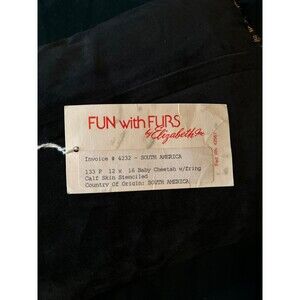 FUN with FURS
by Elizabeth Inc
Invoice # 4232 - SOUTH AMERICA
133 P 12 x 16 Baby Cheetah w/fring
Calf Skin Stenciled
Country Of Origin: SOUTH AMERICA